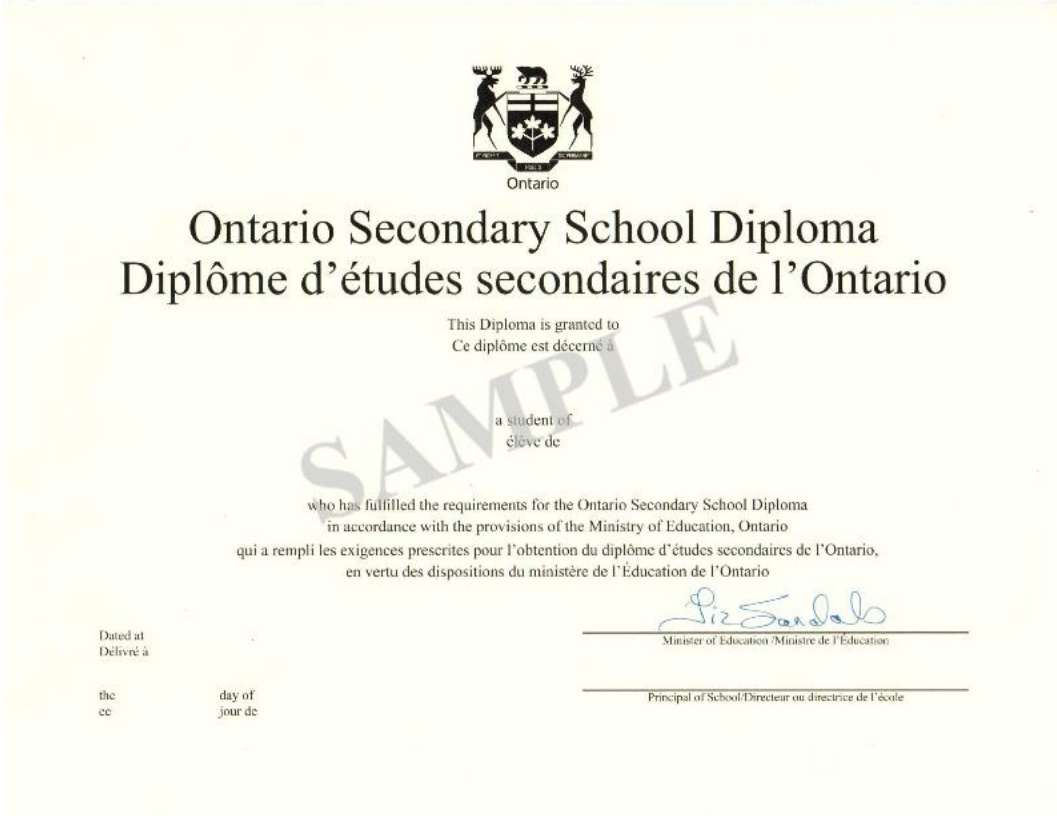 Ontario
Ontario Secondary School Diploma
Diplôme d'études secondaires de l'Ontario
This Diploma is granted to
Ce diplôme est décerné à
SAMPLE
a student of
élève de
who has fulfilled the requirements for the Ontario Secondary School Diploma
in accordance with the provisions of the Ministry of Education, Ontario
qui a rempli les exigences prescrites pour l'obtention du diplôme d'études secondaires de l'Ontario,
en vertu des dispositions du ministère de l'Éducation de l'Ontario
Liz Sandals
Dated at
Minister of Education /Ministre de l'Éducation
Délivré à
the day of
Principal of School/Directeur ou directrice de l'école
ce jour de